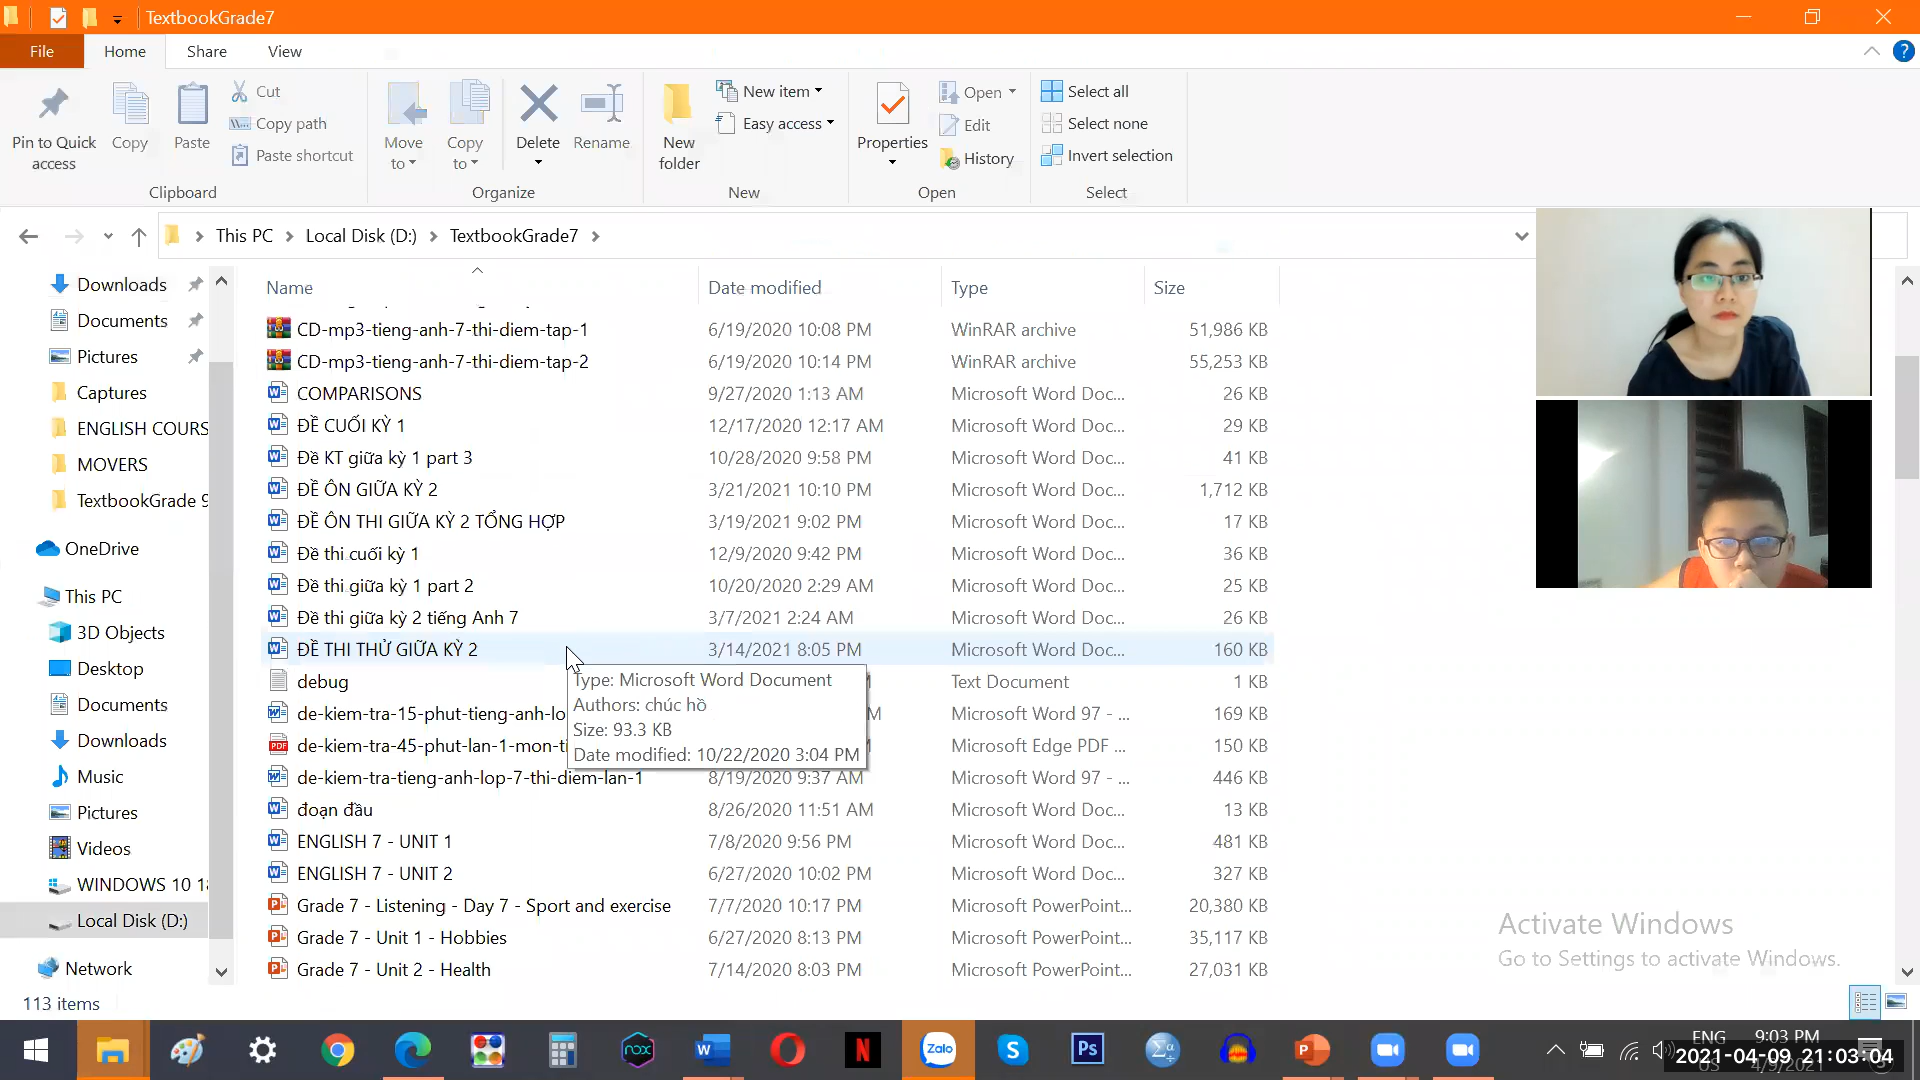 TextbookGrade7
File
Home
Share
View
Pin to Quick
access
Copy
Paste
Cut
Copy path
Paste shortcut
Clipboard
Move
to
Copy
to
Delete
Rename
Organize
New
folder
New item
Easy access
New
Properties
Open
Edit
History
Open
Select all
Select none
Invert selection
Select
This PC
Local Disk (D:)
TextbookGrade7
Downloads
Documents
Pictures
Captures
ENGLISH COURS
MOVERS
TextbookGrade 9
OneDrive
This PC
3D Objects
Desktop
Documents
Downloads
Music
Pictures
Videos
WINDOWS 10 18
Local Disk (D:)
Network
Name Date modified Type Size
CD-mp3-tieng-anh-7-thi-diem-tap-1 6/19/2020 10:08 PM WinRAR archive 51,986 KB
CD-mp3-tieng-anh-7-thi-diem-tap-2 6/19/2020 10:14 PM WinRAR archive 55,253 KB
COMPARISONS 9/27/2020 1:13 AM Microsoft Word Doc... 26 KB
ĐỀ CUỐI KỲ 1 12/17/2020 12:17 AM Microsoft Word Doc... 29 KB
Đề KT giữa kỳ 1 part 3 10/28/2020 9:58 PM Microsoft Word Doc... 41 KB
ĐỀ ÔN GIỮA KỲ 2 3/21/2021 10:10 PM Microsoft Word Doc... 1,712 KB
ĐỀ ÔN THI GIỮA KỲ 2 TỔNG HỢP 3/19/2021 9:02 PM Microsoft Word Doc... 17 KB
Đề thi cuối kỳ 1 12/9/2020 9:42 PM Microsoft Word Doc... 36 KB
Đề thi giữa kỳ 1 part 2 10/20/2020 2:29 AM Microsoft Word Doc... 25 KB
Đề thi giữa kỳ 2 tiếng Anh 7 3/7/2021 2:24 AM Microsoft Word Doc... 26 KB
ĐỀ THI THỬ GIỮA KỲ 2 3/14/2021 8:05 PM Microsoft Word Doc... 160 KB
debug Text Document 1 KB
de-kiem-tra-15-phut-tieng-anh-lo M Microsoft Word 97 - ... 169 KB
de-kiem-tra-45-phut-lan-1-mon-ti Microsoft Edge PDF ... 150 KB
de-kiem-tra-tieng-anh-lop-7-thi-diem-lan-1 8/19/2020 9:37 AM Microsoft Word 97 - ... 446 KB
đoạn đầu 8/26/2020 11:51 AM Microsoft Word Doc... 13 KB
ENGLISH 7 - UNIT 1 7/8/2020 9:56 PM Microsoft Word Doc... 481 KB
ENGLISH 7 - UNIT 2 6/27/2020 10:02 PM Microsoft Word Doc... 327 KB
Grade 7 - Listening - Day 7 - Sport and exercise 7/7/2020 10:17 PM Microsoft PowerPoint... 20,380 KB
Grade 7 - Unit 1 - Hobbies 6/27/2020 8:13 PM Microsoft PowerPoint... 35,117 KB
Grade 7 - Unit 2 - Health 7/14/2020 8:03 PM Microsoft PowerPoint... 27,031 KB
Type: Microsoft Word Document
Authors: chúc hồ
Size: 93.3 KB
Date modified: 10/22/2020 3:04 PM
Activate Windows
Go to Settings to activate Windows.
113 items
nox
Zalo
Ps
ENG
9:03 PM
2021-04-09 21:03:04